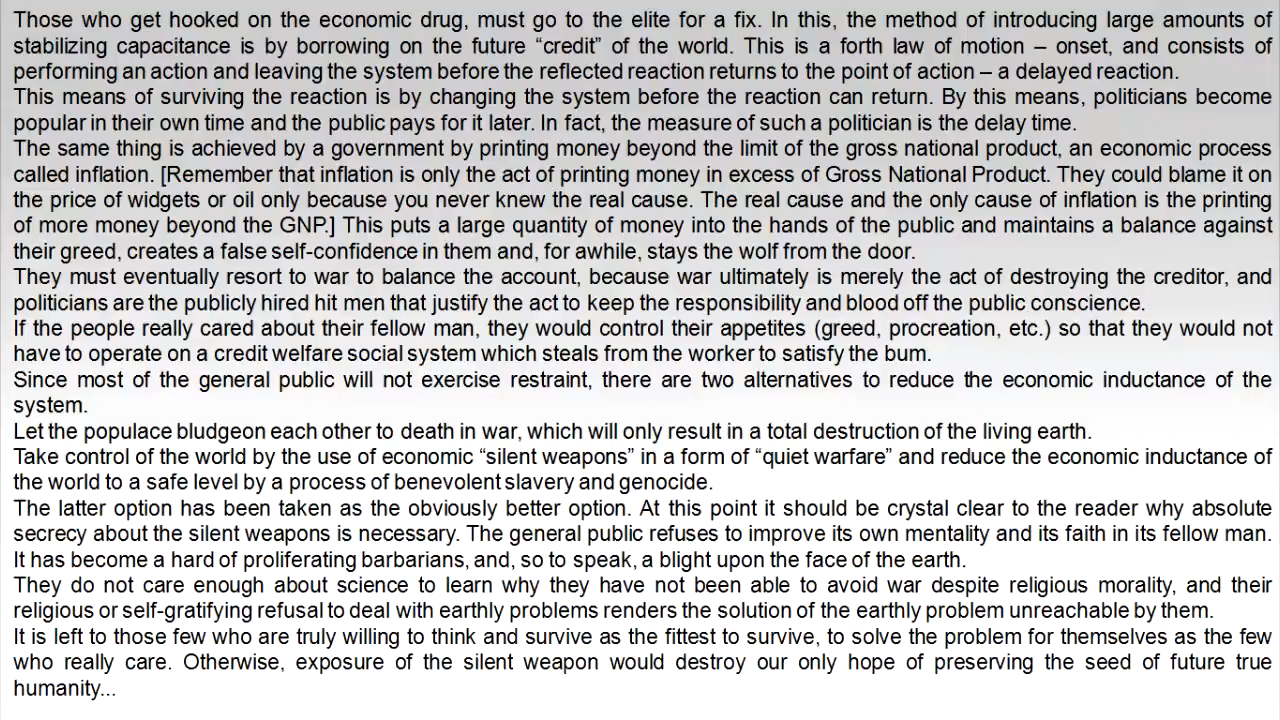 Those who get hooked on the economic drug, must go to the elite for a fix. In this, the method of introducing large amounts of
stabilizing capacitance is by borrowing on the future “credit” of the world. This is a forth law of motion – onset, and consists of
performing an action and leaving the system before the reflected reaction returns to the point of action – a delayed reaction.
This means of surviving the reaction is by changing the system before the reaction can return. By this means, politicians become
popular in their own time and the public pays for it later. In fact, the measure of such a politician is the delay time.
The same thing is achieved by a government by printing money beyond the limit of the gross national product, an economic process
called inflation. [Remember that inflation is only the act of printing money in excess of Gross National Product. They could blame it on
the price of widgets or oil only because you never knew the real cause. The real cause and the only cause of inflation is the printing
of more money beyond the GNP.] This puts a large quantity of money into the hands of the public and maintains a balance against
their greed, creates a false self-confidence in them and, for awhile, stays the wolf from the door.
They must eventually resort to war to balance the account, because war ultimately is merely the act of destroying the creditor, and
politicians are the publicly hired hit men that justify the act to keep the responsibility and blood off the public conscience.
If the people really cared about their fellow man, they would control their appetites (greed, procreation, etc.) so that they would not
have to operate on a credit welfare social system which steals from the worker to satisfy the bum.
Since most of the general public will not exercise restraint, there are two alternatives to reduce the economic inductance of the
system.
Let the populace bludgeon each other to death in war, which will only result in a total destruction of the living earth.
Take control of the world by the use of economic “silent weapons” in a form of “quiet warfare” and reduce the economic inductance of
the world to a safe level by a process of benevolent slavery and genocide.
The latter option has been taken as the obviously better option. At this point it should be crystal clear to the reader why absolute
secrecy about the silent weapons is necessary. The general public refuses to improve its own mentality and its faith in its fellow man.
It has become a hard of proliferating barbarians, and, so to speak, a blight upon the face of the earth.
They do not care enough about science to learn why they have not been able to avoid war despite religious morality, and their
religious or self-gratifying refusal to deal with earthly problems renders the solution of the earthly problem unreachable by them.
It is left to those few who are truly willing to think and survive as the fittest to survive, to solve the problem for themselves as the few
who really care. Otherwise, exposure of the silent weapon would destroy our only hope of preserving the seed of future true
humanity...